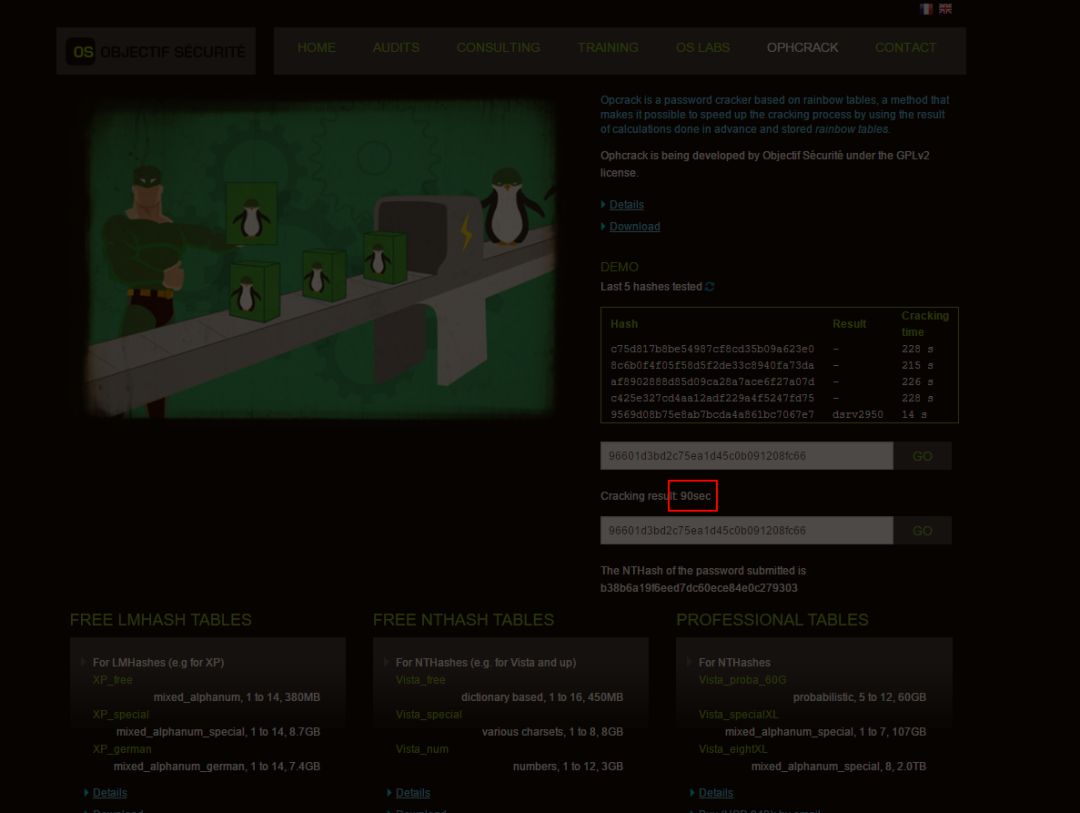 OS OBJECTIF SÉCURITÉ
HOME AUDITS CONSULTING TRAINING OS LABS OPHCRACK CONTACT
Opcrack is a password cracker based on rainbow tables, a method that
makes it possible to speed up the cracking process by using the result
of calculations done in advance and stored rainbow tables.
Ophcrack is being developed by Objectif Sécurité under the GPLv2
license.
Details
Download
DEMO
Last 5 hashes tested
Hash Result Cracking
time
c75d817b8be54987cf8cd35b09a623e0 - 228 s
8c6b0f4f05f58d5f2de33c8940fa73da - 215 s
af8902888d85d09ca28a7ace6f27a07d - 226 s
c425e327cd4aa12adf229a4f5247fd75 - 228 s
9569d08b75e8ab7bcda4a861bc7067e7 dsrv2950 14 s
96601d3bd2c75ea1d45c0b091208fc66 GO
Cracking result: 90sec
96601d3bd2c75ea1d45c0b091208fc66 GO
The NTHash of the password submitted is
b38b6a19f6eed7dc60ece84e0c279303
FREE LMHASH TABLES
For LMHashes (e.g for XP)
XP_free
mixed_alphanum, 1 to 14, 380MB
XP_special
mixed_alphanum_special, 1 to 14, 8.7GB
XP_german
mixed_alphanum_german, 1 to 14, 7.4GB
Details
FREE NTHASH TABLES
For NTHashes (e.g. for Vista and up)
Vista_free
dictionary based, 1 to 16, 450MB
Vista_special
various charsets, 1 to 8, 8GB
Vista_num
numbers, 1 to 12, 3GB
Details
PROFESSIONAL TABLES
For NTHashes
Vista_proba_60G
probabilistic, 5 to 12, 60GB
Vista_specialXL
mixed_alphanum_special, 1 to 7, 107GB
Vista_eightXL
mixed_alphanum_special, 8, 2.0TB
Details